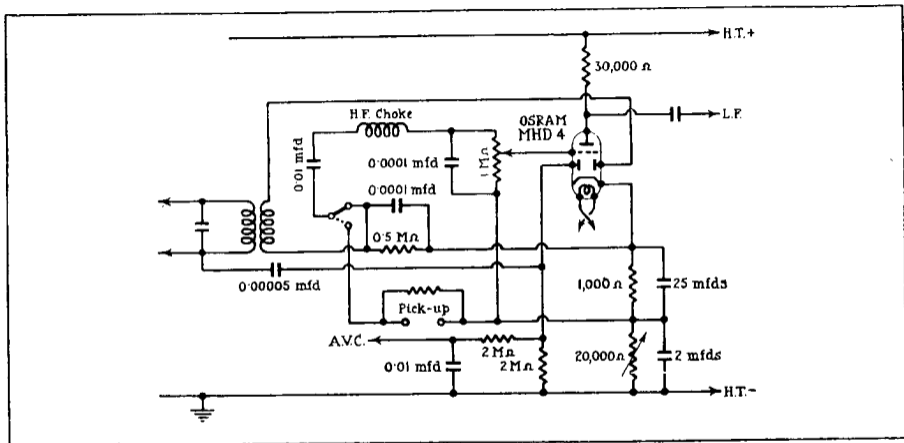 H.T.+
30,000 Ω
L.F.
H.F. Choke
OSRAM
MHD 4
0·01 mfd
0·0001 mfd
1 MΩ
0·0001 mfd
0·5 MΩ
0·00005 mfd
1,000Ω
25 mfds
Pick-up
A.V.C.
2 MΩ
2 MΩ
0·01 mfd
20,000Ω
2 mfds
H.T.-